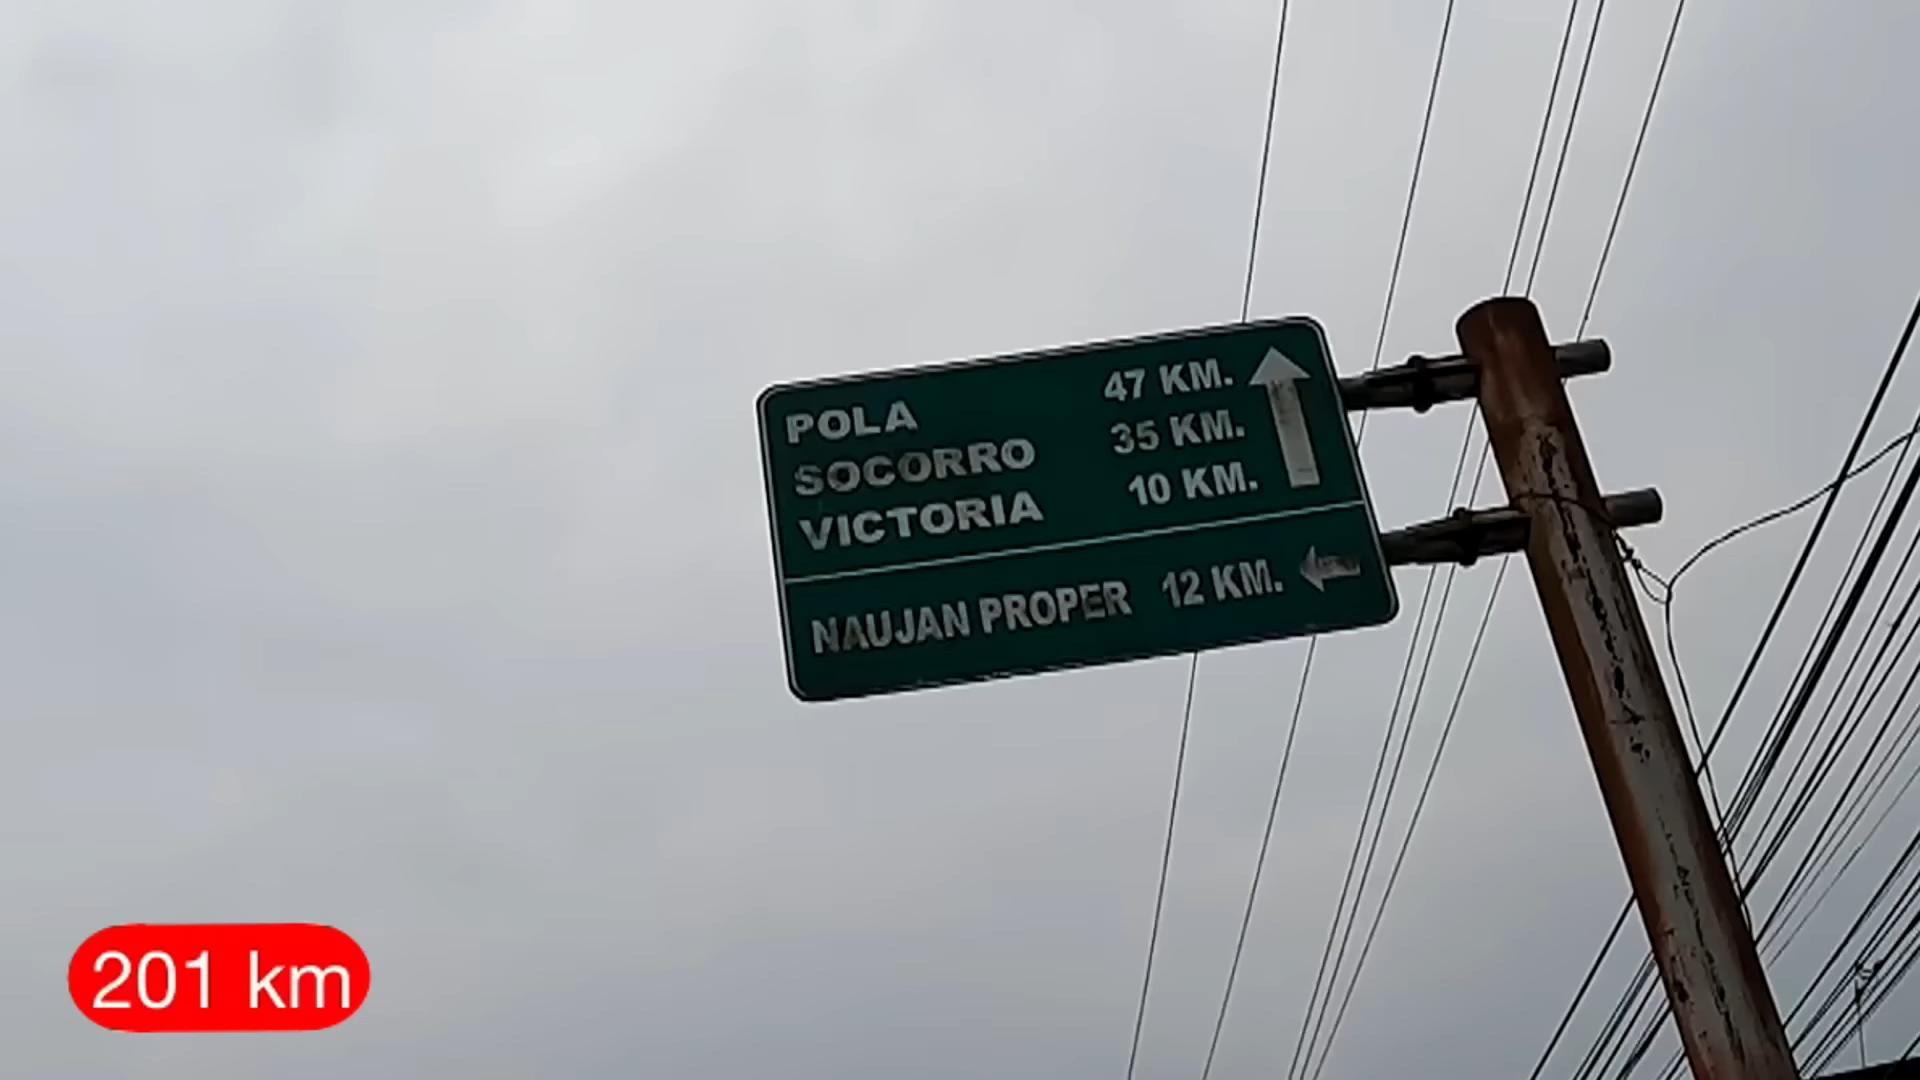 POLA 47 KM.
SOCORRO 35 KM.
VICTORIA 10 KM.
NAUJAN PROPER 12 KM.
201 km